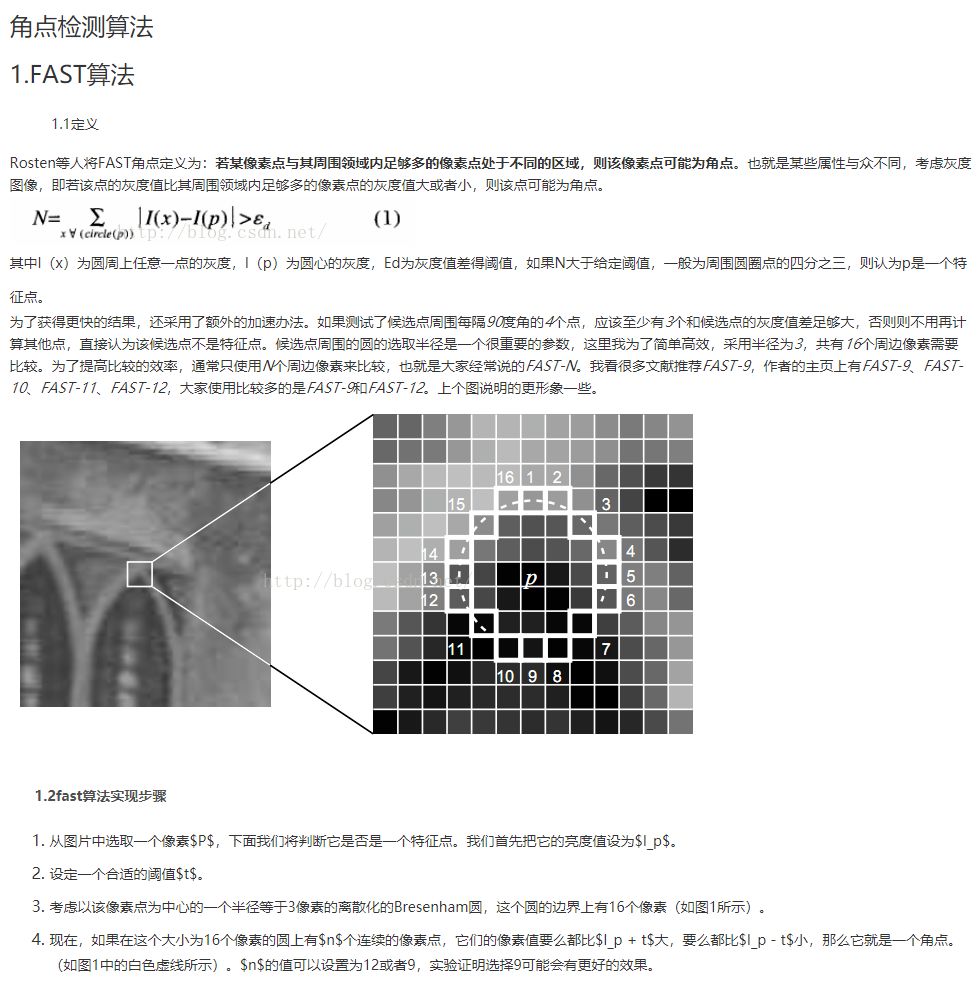 角点检测算法
1.FAST算法
1.1定义
Rosten等人将FAST角点定义为：若某像素点与其周围领域内足够多的像素点处于不同的区域，则该像素点可能为角点。也就是某些属性与众不同，考虑灰度
图像，即若该点的灰度值比其周围领域内足够多的像素点的灰度值大或者小，则该点可能为角点。
N= ∑ |I(x)−I(p)|>ε_d (1)
x ∀ (circle(p))
http://blog.csdn.net/
其中I（x）为圆周上任意一点的灰度，I（p）为圆心的灰度，Ed为灰度值差得阈值，如果N大于给定阈值，一般为周围圆圈点的四分之三，则认为p是一个特
征点。
为了获得更快的结果，还采用了额外的加速办法。如果测试了候选点周围每隔90度角的4个点，应该至少有3个和候选点的灰度值差足够大，否则则不用再计
算其他点，直接认为该候选点不是特征点。候选点周围的圆的选取半径是一个很重要的参数，这里我为了简单高效，采用半径为3，共有16个周边像素需要
比较。为了提高比较的效率，通常只使用N个周边像素来比较，也就是大家经常说的FAST-N。我看很多文献推荐FAST-9，作者的主页上有FAST-9、FAST-
10、FAST-11、FAST-12，大家使用比较多的是FAST-9和FAST-12。上个图说明的更形象一些。
16 1 2
15 3
14 4
13 p 5
12 6
11 7
10 9 8
http://blog.csdn.net/
1.2fast算法实现步骤
1. 从图片中选取一个像素$P$，下面我们将判断它是否是一个特征点。我们首先把它的亮度值设为$I_p$。
2. 设定一个合适的阈值$t$。
3. 考虑以该像素点为中心的一个半径等于3像素的离散化的Bresenham圆，这个圆的边界上有16个像素（如图1所示）。
4. 现在，如果在这个大小为16个像素的圆上有$n$个连续的像素点，它们的像素值要么都比$I_p + t$大，要么都比$I_p - t$小，那么它就是一个角点。
（如图1中的白色虚线所示）。$n$的值可以设置为12或者9，实验证明选择9可能会有更好的效果。